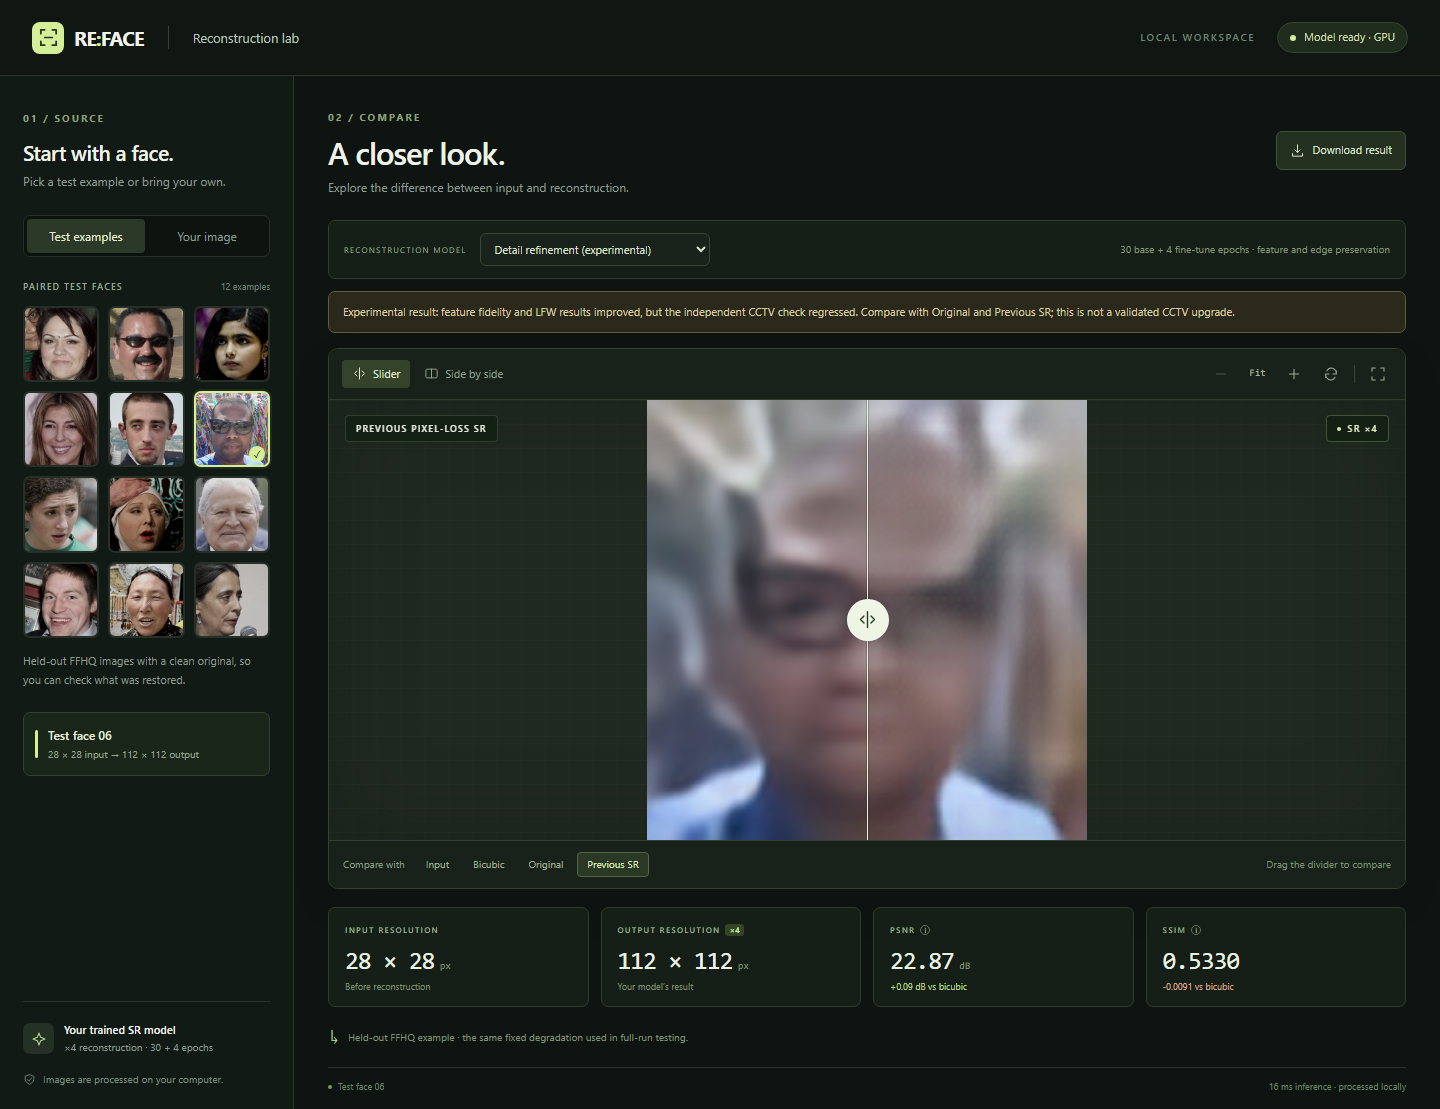 RE:FACE
Reconstruction lab
LOCAL WORKSPACE
Model ready · GPU
01 / SOURCE
Start with a face.
Pick a test example or bring your own.
Test examples
Your image
PAIRED TEST FACES
12 examples
Held-out FFHQ images with a clean original, so
you can check what was restored.
Test face 06
28 × 28 input → 112 × 112 output
Your trained SR model
×4 reconstruction · 30 + 4 epochs
Images are processed on your computer.
02 / COMPARE
A closer look.
Explore the difference between input and reconstruction.
Download result
RECONSTRUCTION MODEL
Detail refinement (experimental)
30 base + 4 fine-tune epochs · feature and edge preservation
Experimental result: feature fidelity and LFW results improved, but the independent CCTV check regressed. Compare with Original and Previous SR; this is not a validated CCTV upgrade.
Slider
Side by side
Fit
PREVIOUS PIXEL-LOSS SR
SR ×4
Compare with
Input
Bicubic
Original
Previous SR
Drag the divider to compare
INPUT RESOLUTION
28 × 28 px
Before reconstruction
OUTPUT RESOLUTION ×4
112 × 112 px
Your model's result
PSNR
22.87 dB
+0.09 dB vs bicubic
SSIM
0.5330
-0.0091 vs bicubic
Held-out FFHQ example · the same fixed degradation used in full-run testing.
Test face 06
16 ms inference · processed locally